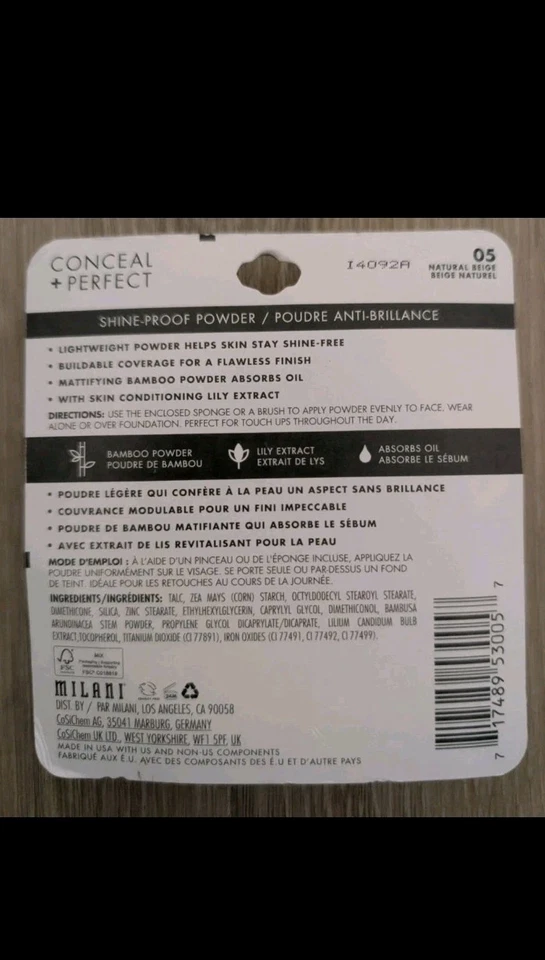 CONCEAL
+ PERFECT
I4092A
05
NATURAL BEIGE
BEIGE NATUREL
SHINE-PROOF POWDER / POUDRE ANTI-BRILLANCE
• LIGHTWEIGHT POWDER HELPS SKIN STAY SHINE-FREE
• BUILDABLE COVERAGE FOR A FLAWLESS FINISH
• MATTIFYING BAMBOO POWDER ABSORBS OIL
• WITH SKIN CONDITIONING LILY EXTRACT
DIRECTIONS: USE THE ENCLOSED SPONGE OR A BRUSH TO APPLY POWDER EVENLY TO FACE. WEAR
ALONE OR OVER FOUNDATION. PERFECT FOR TOUCH UPS THROUGHOUT THE DAY.
BAMBOO POWDER
POUDRE DE BAMBOU
LILY EXTRACT
EXTRAIT DE LYS
ABSORBS OIL
ABSORBE LE SÉBUM
• POUDRE LÉGÈRE QUI CONFÈRE À LA PEAU UN ASPECT SANS BRILLANCE
• COUVRANCE MODULABLE POUR UN FINI IMPECCABLE
• POUDRE DE BAMBOU MATIFIANTE QUI ABSORBE LE SÉBUM
• AVEC EXTRAIT DE LIS REVITALISANT POUR LA PEAU
MODE D'EMPLOI : À L'AIDE D'UN PINCEAU OU DE L'ÉPONGE INCLUSE, APPLIQUEZ LA
POUDRE UNIFORMÉMENT SUR LE VISAGE. SE PORTE SEULE OU PAR-DESSUS UN FOND
DE TEINT. IDÉALE POUR LES RETOUCHES AU COURS DE LA JOURNÉE.
INGREDIENTS/INGRÉDIENTS: TALC, ZEA MAYS (CORN) STARCH, OCTYLDODECYL STEAROYL STEARATE,
DIMETHICONE, SILICA, ZINC STEARATE, ETHYLHEXYLGLYCERIN, CAPRYLYL GLYCOL, DIMETHICONOL, BAMBUSA
ARUNDINACEA STEM POWDER, PROPYLENE GLYCOL DICAPRYLATE/DICAPRATE, LILIUM CANDIDUM BULB
EXTRACT,TOCOPHEROL, TITANIUM DIOXIDE (CI 77891), IRON OXIDES (CI 77491, CI 77492, CI 77499).
FSC
MIX
MILANI
DIST. BY / PAR MILANI, LOS ANGELES, CA 90058
CoSiChem AG, 35041 MARBURG, GERMANY
CoSiChem UK LTD., WEST YORKSHIRE, WF1 5PF, UK
MADE IN USA WITH US AND NON-US COMPONENTS
FABRIQUÉ AUX É.U. AVEC DES COMPOSANTS DES É.U ET D'AUTRE PAYS
7 17489 53005 7